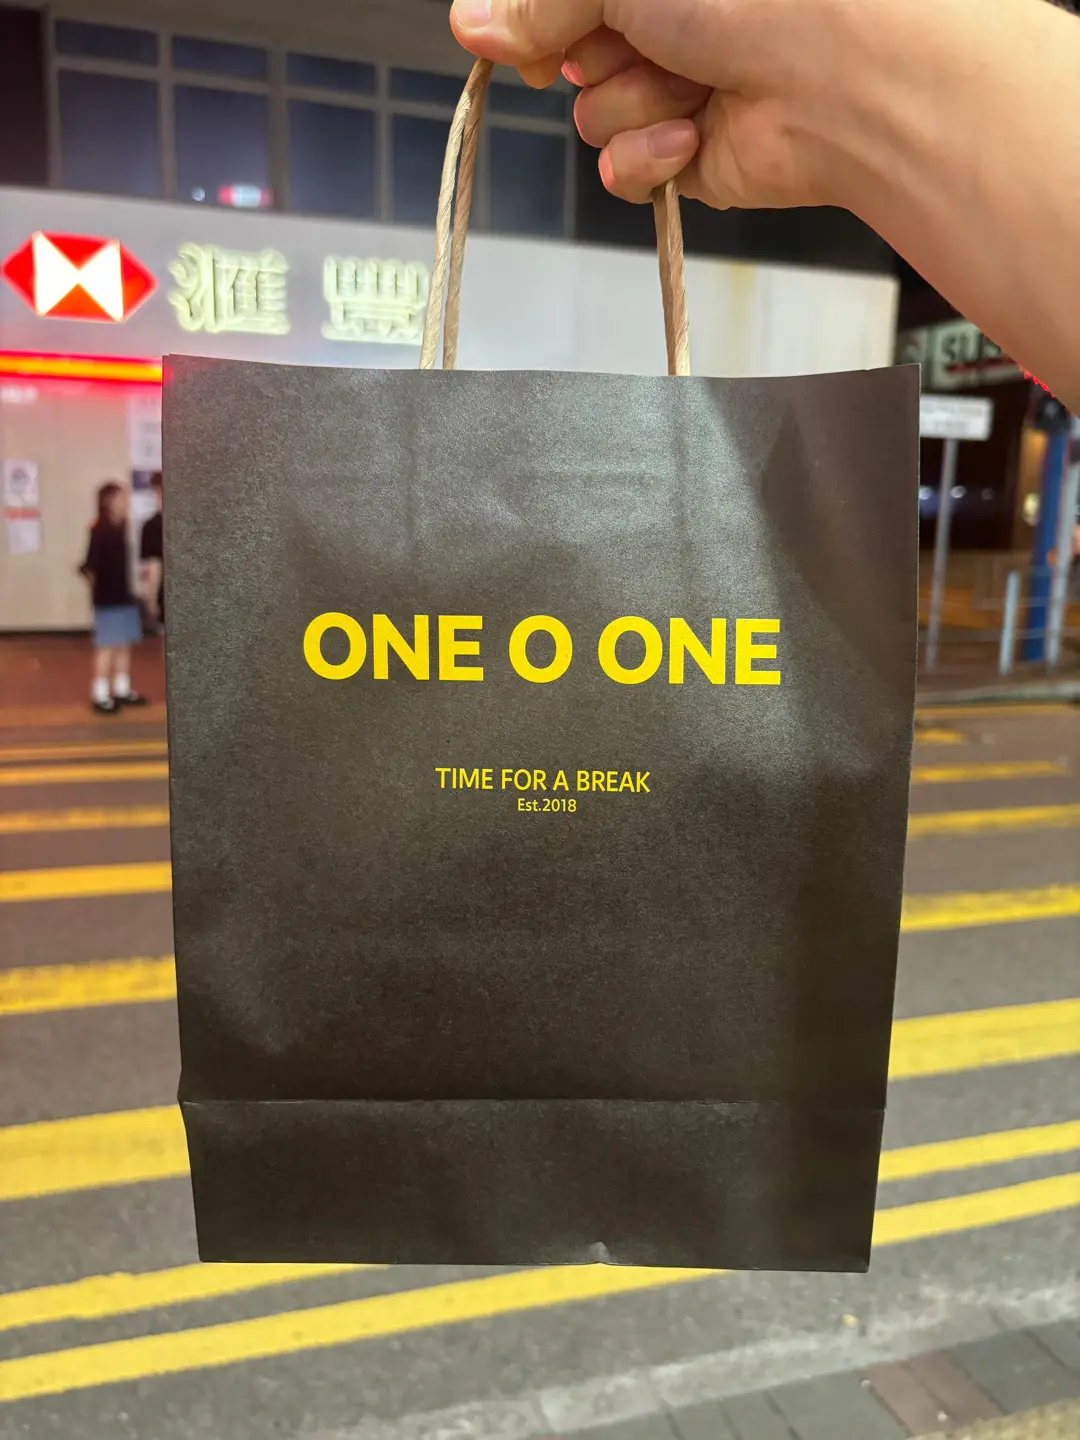 滙豐
ONE O ONE
TIME FOR A BREAK
Est.2018